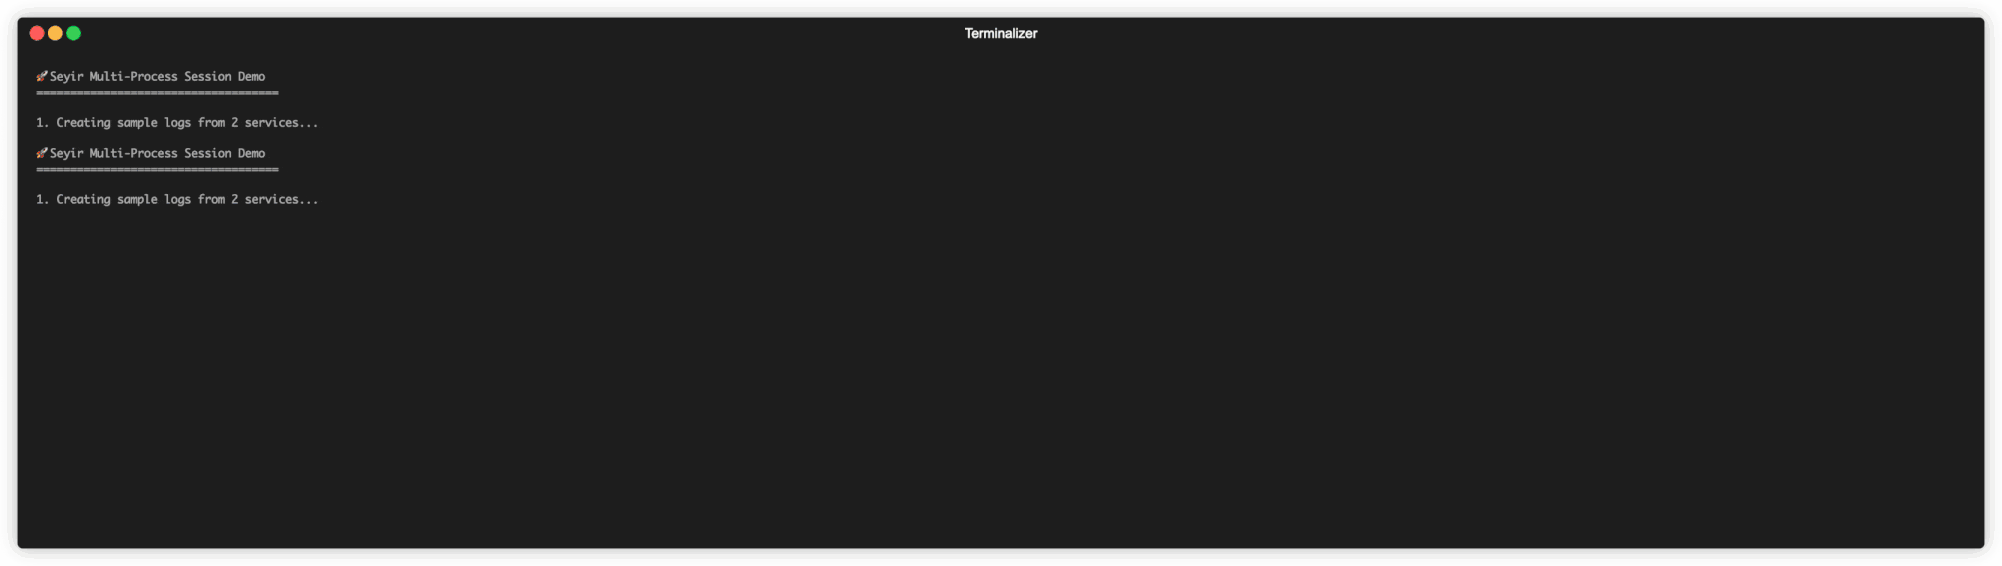 Terminalizer
🚀Seyir Multi-Process Session Demo
====================================
1. Creating sample logs from 2 services...
🚀Seyir Multi-Process Session Demo
====================================
1. Creating sample logs from 2 services...